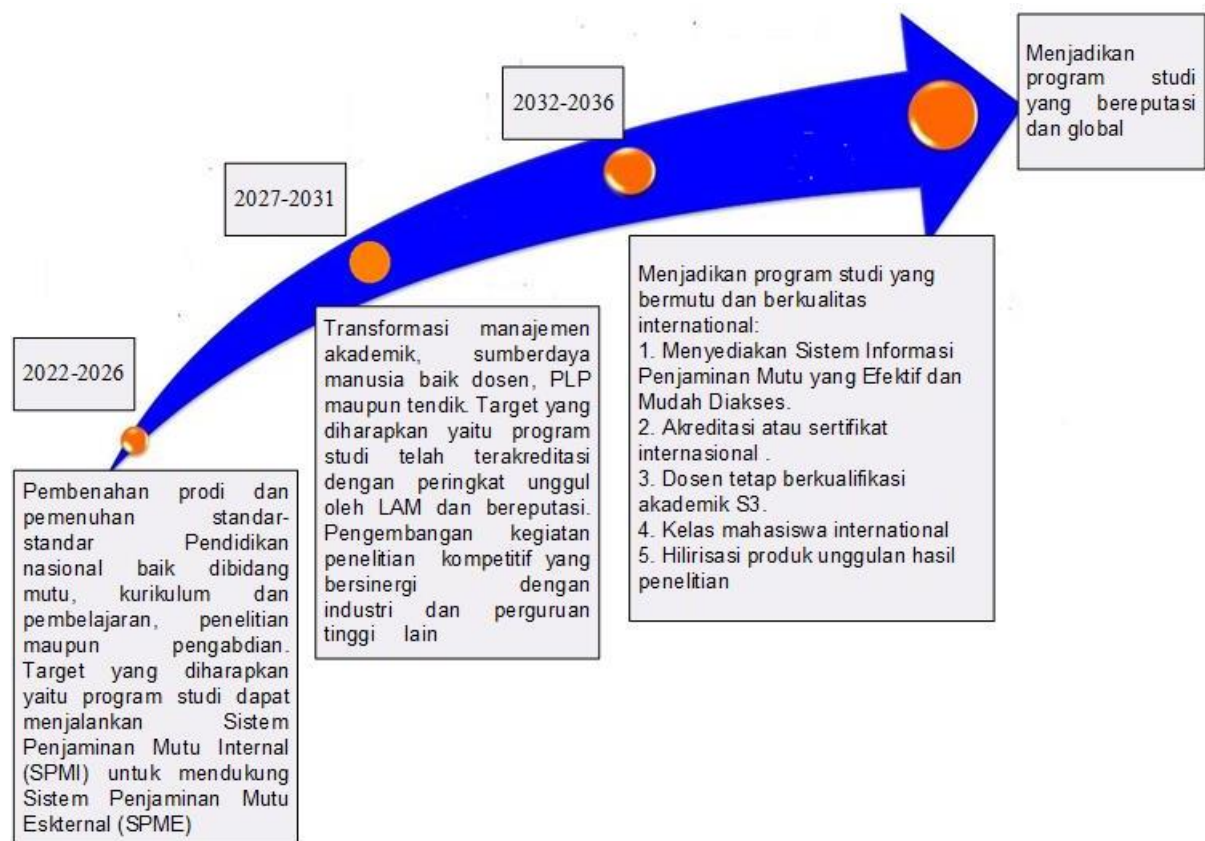 2022-2026
Pembenahan prodi dan
pemenuhan standar-
standar Pendidikan
nasional baik dibidang
mutu, kurikulum dan
pembelajaran, penelitian
maupun pengabdian.
Target yang diharapkan
yaitu program studi dapat
menjalankan Sistem
Penjaminan Mutu Internal
(SPMI) untuk mendukung
Sistem Penjaminan Mutu
Eskternal (SPME)
2027-2031
Transformasi manajemen
akademik, sumberdaya
manusia baik dosen, PLP
maupun tendik. Target yang
diharapkan yaitu program
studi telah terakreditasi
dengan peringkat unggul
oleh LAM dan bereputasi.
Pengembangan kegiatan
penelitian kompetitif yang
bersinergi dengan
industri dan perguruan
tinggi lain
2032-2036
Menjadikan program studi yang
bermutu dan berkualitas
international:
1. Menyediakan Sistem Informasi
Penjaminan Mutu yang Efektif dan
Mudah Diakses.
2. Akreditasi atau sertifikat
internasional .
3. Dosen tetap berkualifikasi
akademik S3.
4. Kelas mahasiswa international
5. Hilirisasi produk unggulan hasil
penelitian
Menjadikan
program studi
yang bereputasi
dan global